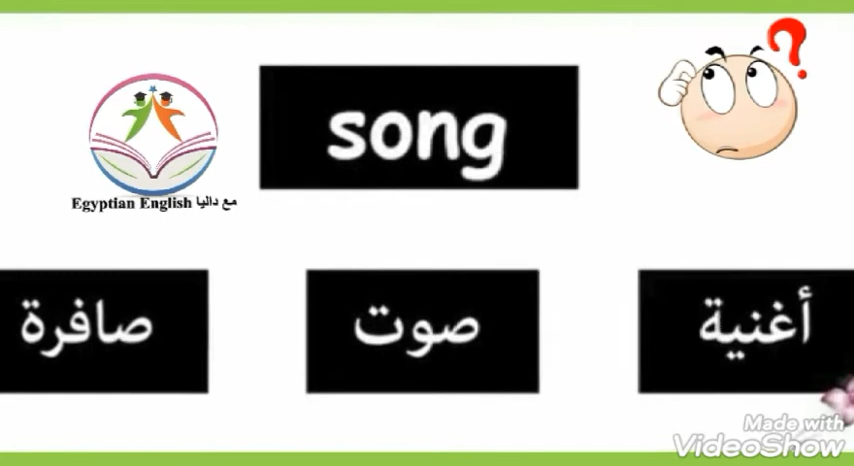 song
Egyptian English مع داليا
أغنية
صوت
صافرة
Made with
VideoShow